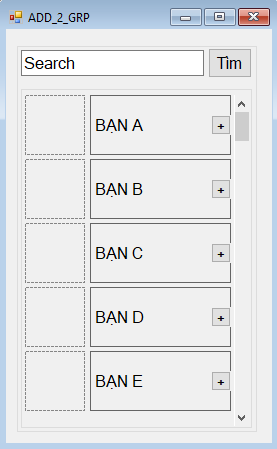 ADD_2_GRP
Search
Tìm
BẠN A
+
BẠN B
+
BẠN C
+
BẠN D
+
BẠN E
+